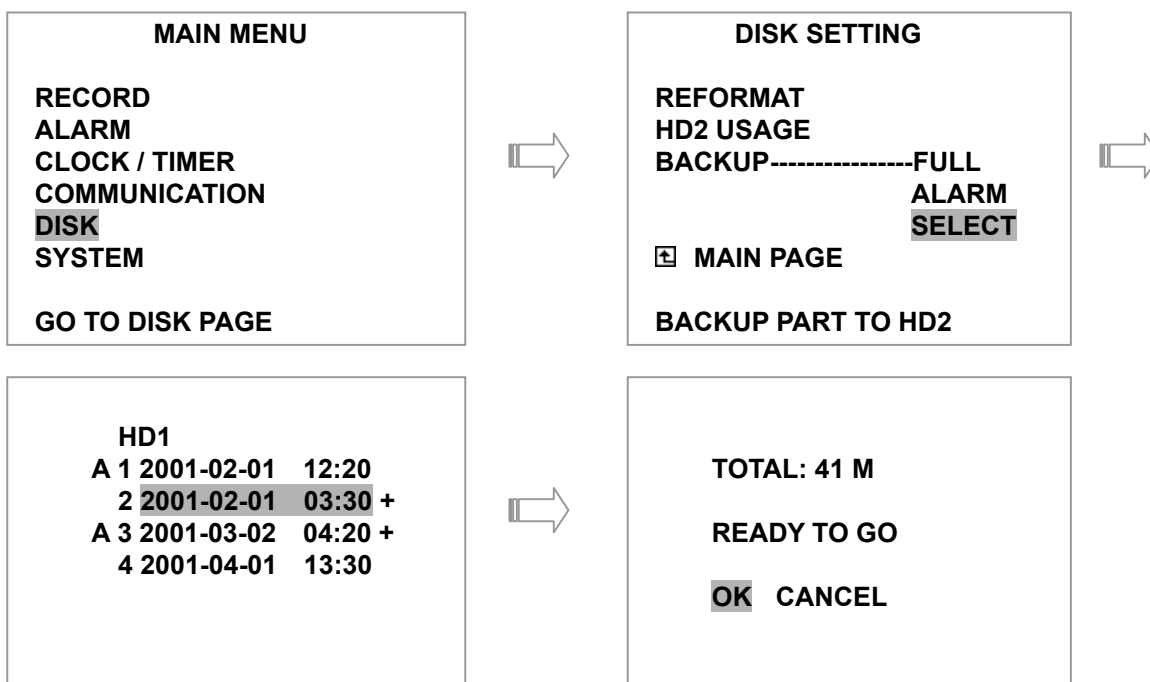 MAIN MENU
RECORD
ALARM
CLOCK / TIMER
COMMUNICATION
DISK
SYSTEM
GO TO DISK PAGE
DISK SETTING
REFORMAT
HD2 USAGE
BACKUP----------------FULL
ALARM
SELECT
MAIN PAGE
BACKUP PART TO HD2
HD1
A 1 2001-02-01 12:20
2 2001-02-01 03:30 +
A 3 2001-03-02 04:20 +
4 2001-04-01 13:30
TOTAL: 41 M
READY TO GO
OK CANCEL